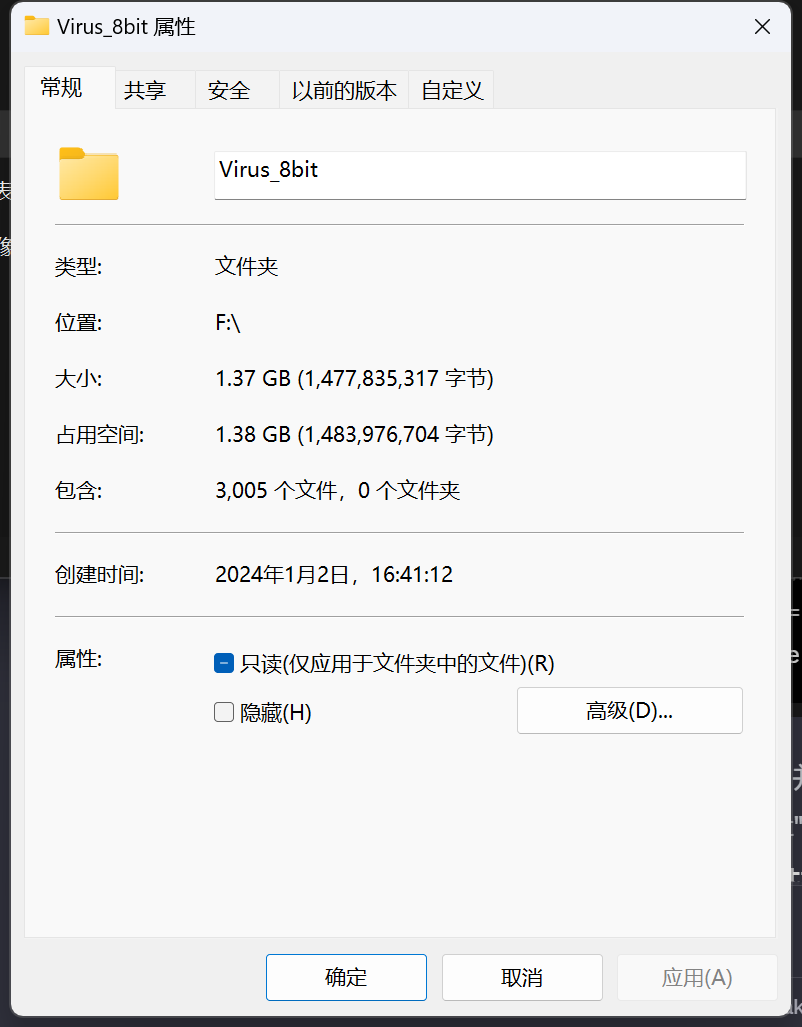 Virus_8bit 属性
常规 共享 安全 以前的版本 自定义
Virus_8bit
类型: 文件夹
位置: F:\
大小: 1.37 GB (1,477,835,317 字节)
占用空间: 1.38 GB (1,483,976,704 字节)
包含: 3,005 个文件，0 个文件夹
创建时间: 2024年1月2日，16:41:12
属性: 只读(仅应用于文件夹中的文件)(R)
隐藏(H) 高级(D)...
确定 取消 应用(A)